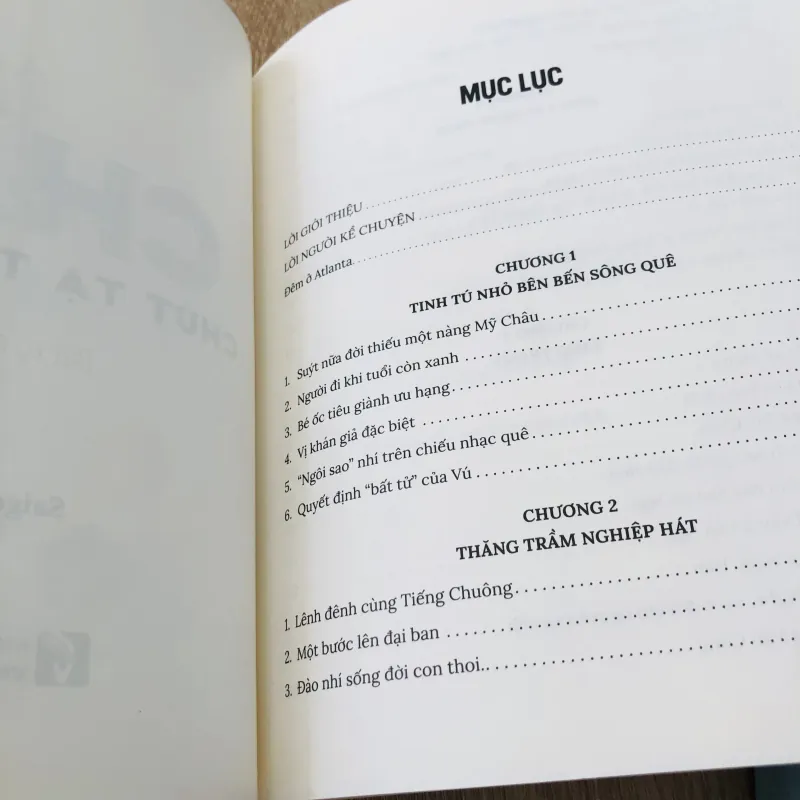 MỤC LỤC
LỜI GIỚI THIỆU
LỜI NGƯỜI KỂ CHUYỆN
Đêm ở Atlanta
CHƯƠNG 1
TINH TÚ NHỎ BÊN BẾN SÔNG QUÊ
1. Suýt nữa đời thiếu một nàng Mỹ Châu
2. Người đi khi tuổi còn xanh
3. Bé ốc tiêu giành ưu hạng
4. Vị khán giả đặc biệt
5. “Ngôi sao” nhí trên chiếu nhạc quê
6. Quyết định “bất tử” của Vú
CHƯƠNG 2
THĂNG TRẦM NGHIỆP HÁT
1. Lênh đênh cùng Tiếng Chuông
2. Một bước lên đại ban
3. Đào nhí sống đời con thoi